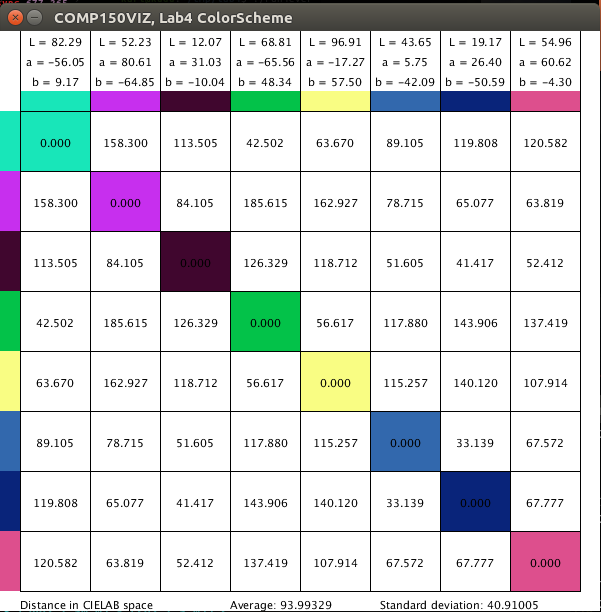 COMP150VIZ, Lab4 ColorScheme
L = 82.29 L = 52.23 L = 12.07 L = 68.81 L = 96.91 L = 43.65 L = 19.17 L = 54.96
a = -56.05 a = 80.61 a = 31.03 a = -65.56 a = -17.27 a = 5.75 a = 26.40 a = 60.62
b = 9.17 b = -64.85 b = -10.04 b = 48.34 b = 57.50 b = -42.09 b = -50.59 b = -4.30
0.000 158.300 113.505 42.502 63.670 89.105 119.808 120.582
158.300 0.000 84.105 185.615 162.927 78.715 65.077 63.819
113.505 84.105 0.000 126.329 118.712 51.605 41.417 52.412
42.502 185.615 126.329 0.000 56.617 117.880 143.906 137.419
63.670 162.927 118.712 56.617 0.000 115.257 140.120 107.914
89.105 78.715 51.605 117.880 115.257 0.000 33.139 67.572
119.808 65.077 41.417 143.906 140.120 33.139 0.000 67.777
120.582 63.819 52.412 137.419 107.914 67.572 67.777 0.000
Distance in CIELAB space Average: 93.99329 Standard deviation: 40.91005